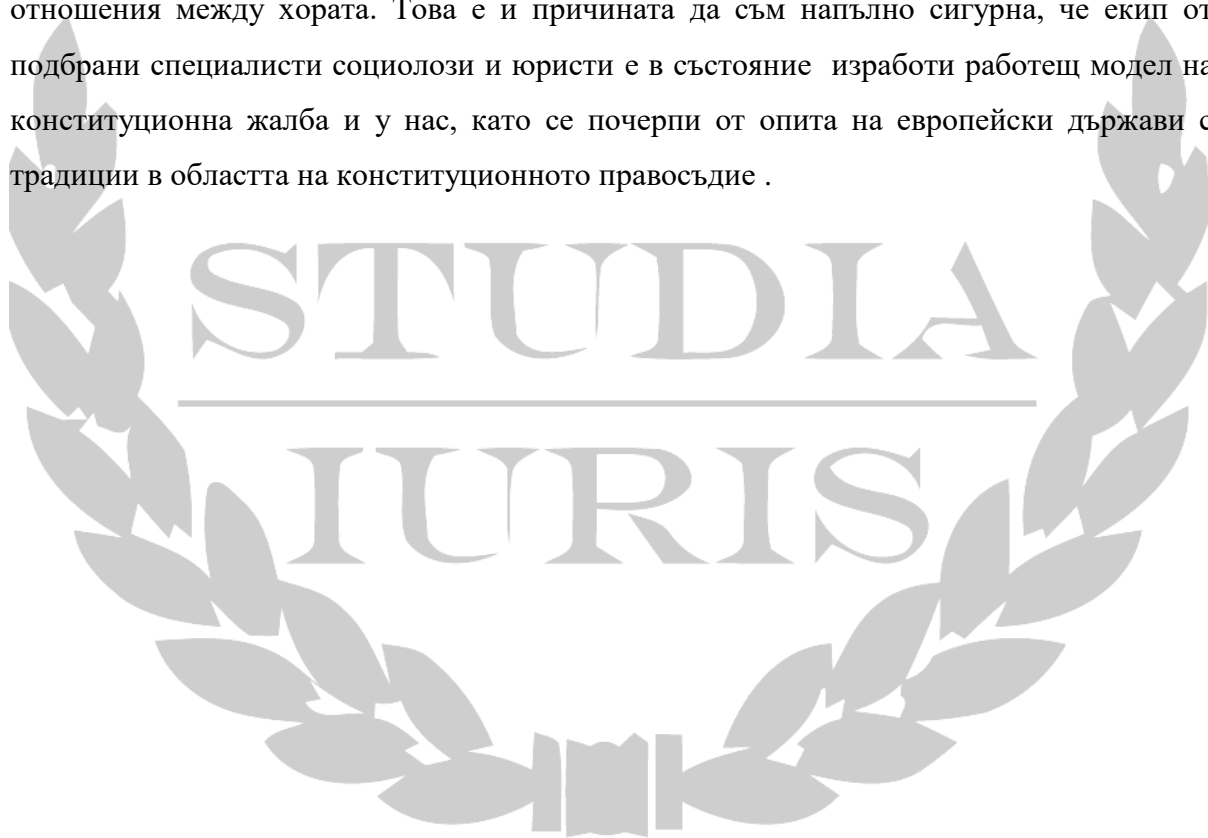 отношения между хората. Това е и причината да съм напълно сигурна, че екип от
подбрани специалисти социолози и юристи е в състояние  изработи работещ модел на
конституционна жалба и у нас, като се почерпи от опита на европейски държави с
традиции в областта на конституционното правосъдие .
STUDIA
IURIS